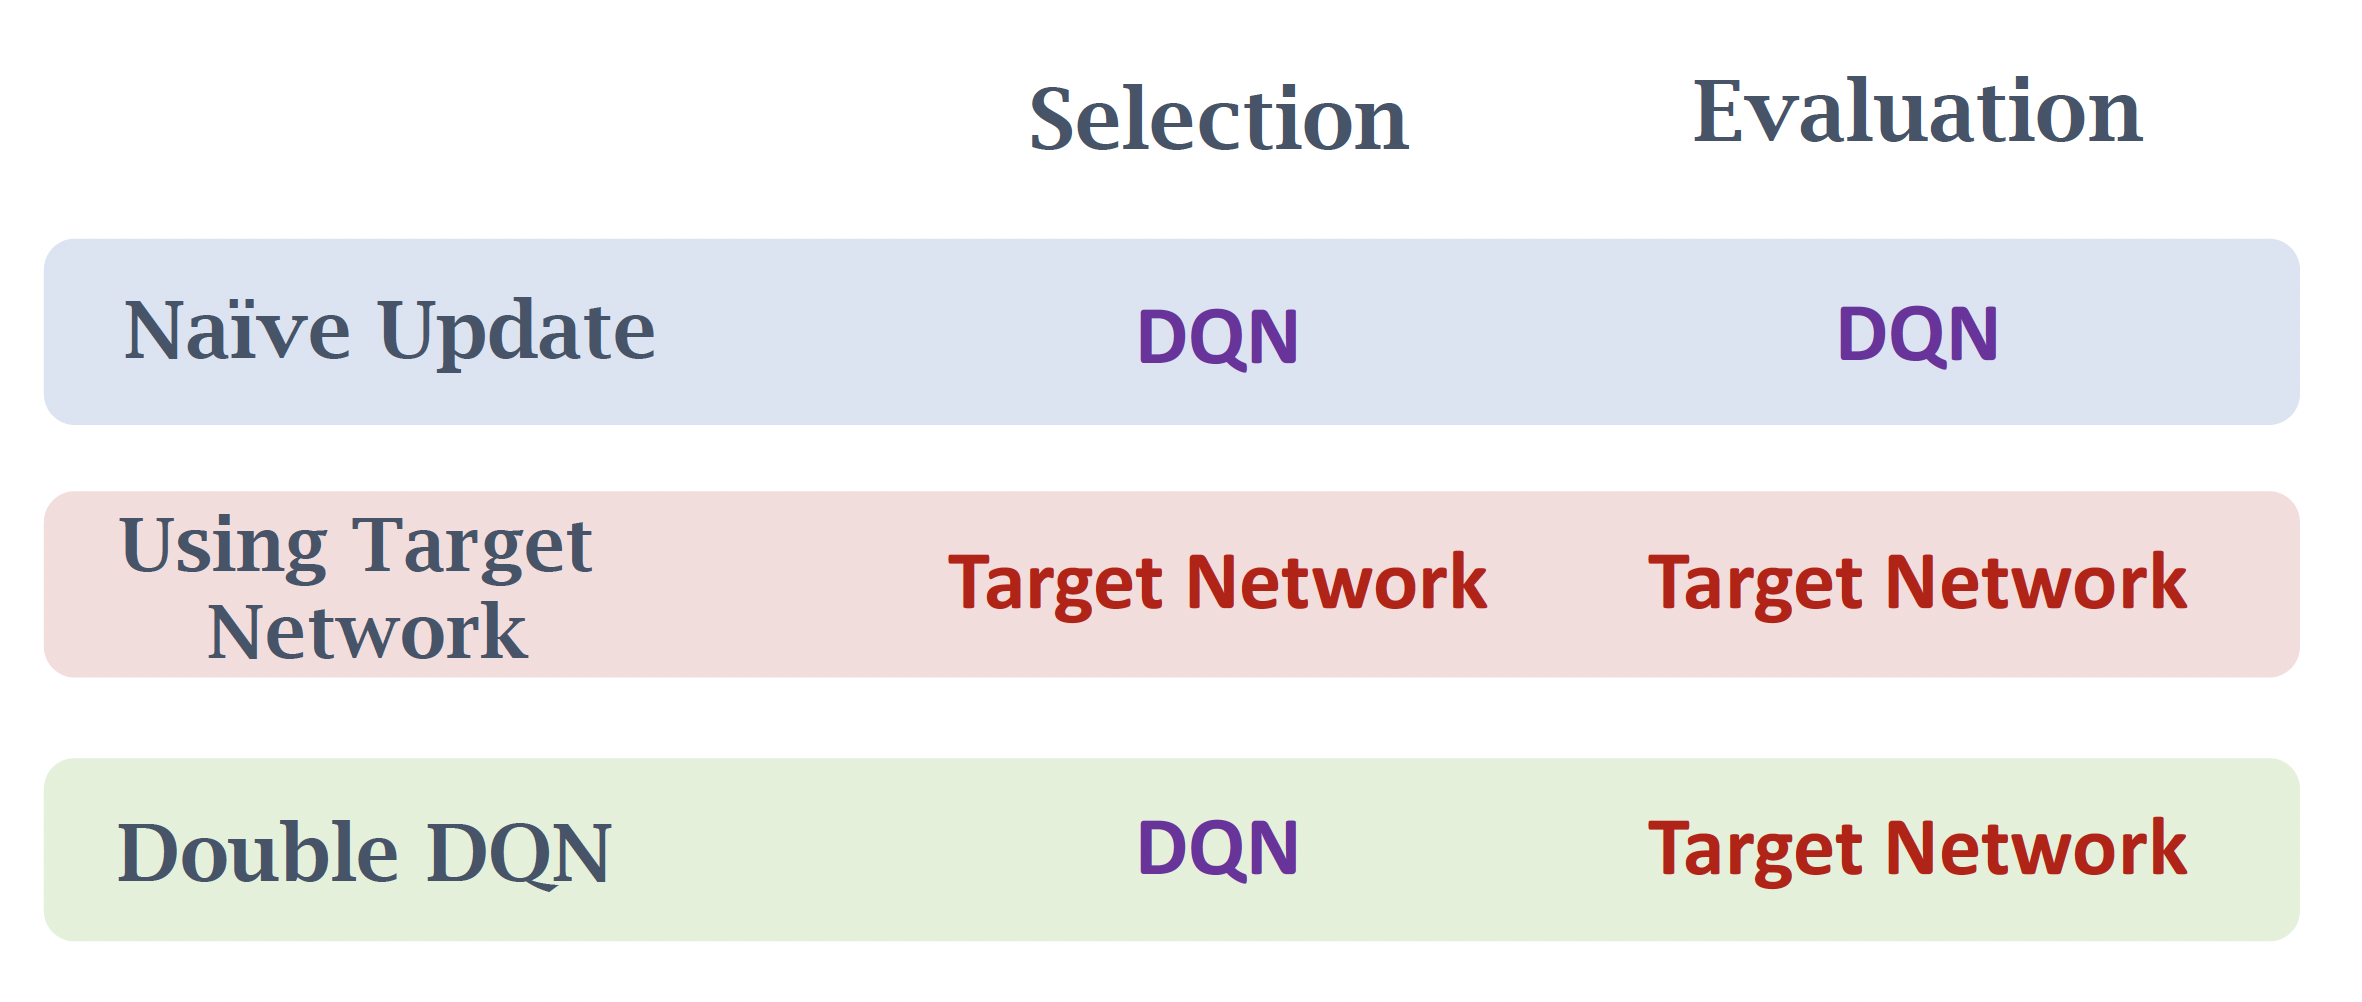 Selection Evaluation
Naïve Update DQN DQN
Using Target
Network
Target Network Target Network
Double DQN DQN Target Network